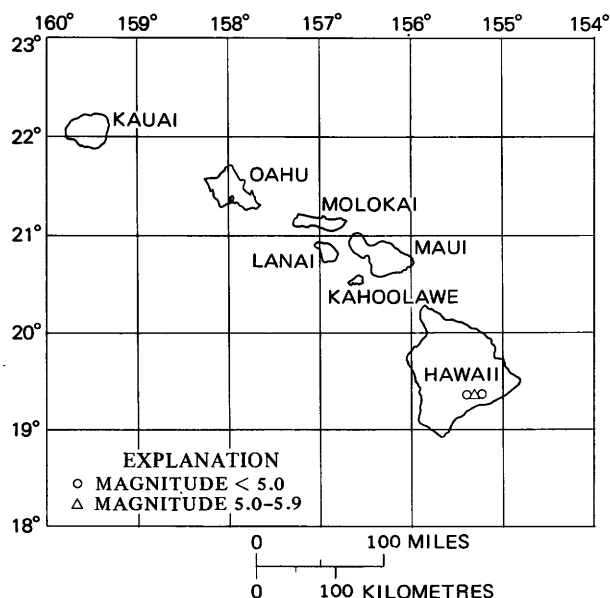 160° 159° 158° 157° 156° 155° 154°
23°
KAUAI
22°
OAHU
MOLOKAI
21°
LANAI
MAUI
KAHOOLAWE
20°
HAWAII
19°
EXPLANATION
○ MAGNITUDE < 5.0
△ MAGNITUDE 5.0–5.9
18°
0 100 MILES
0 100 KILOMETRES